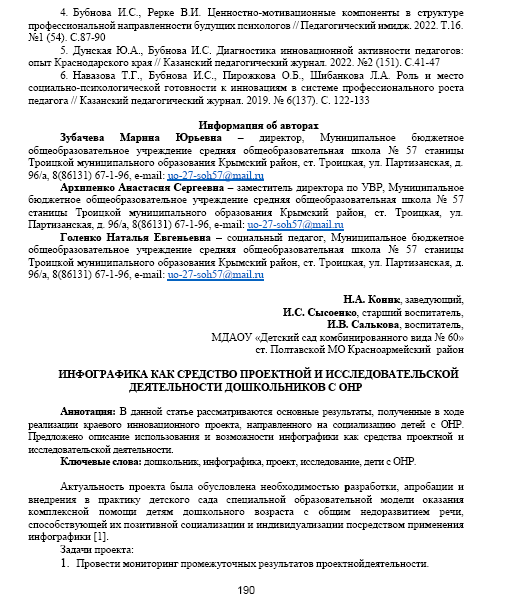 4. Бубнова И.С., Рерке В.И. Ценностно-мотивационные компоненты в структуре
профессиональной направленности будущих психологов // Педагогический имидж. 2022. Т.16.
№1 (54). С.87-90
5. Дунская Ю.А., Бубнова И.С. Диагностика инновационной активности педагогов:
опыт Краснодарского края // Казанский педагогический журнал. 2022. №2 (151). С.41-47
6. Навазова Т.Г., Бубнова И.С., Пирожкова О.Б., Шибанкова Л.А. Роль и место
социально-психологической готовности к инновациям в системе профессионального роста
педагога // Казанский педагогический журнал. 2019. № 6(137). С. 122-133
Информация об авторах
Зубачева Марина Юрьевна – директор, Муниципальное бюджетное
общеобразовательное учреждение средняя общеобразовательная школа № 57 станицы
Троицкой муниципального образования Крымский район, ст. Троицкая, ул. Партизанская, д.
96/а, 8(86131) 67-1-96, e-mail: uo-27-soh57@mail.ru
Архипенко Анастасия Сергеевна – заместитель директора по УВР, Муниципальное
бюджетное общеобразовательное учреждение средняя общеобразовательная школа № 57
станицы Троицкой муниципального образования Крымский район, ст. Троицкая, ул.
Партизанская, д. 96/а, 8(86131) 67-1-96, e-mail: uo-27-soh57@mail.ru
Голенко Наталья Евгеньевна – социальный педагог, Муниципальное бюджетное
общеобразовательное учреждение средняя общеобразовательная школа № 57 станицы
Троицкой муниципального образования Крымский район, ст. Троицкая, ул. Партизанская, д.
96/а, 8(86131) 67-1-96, e-mail: uo-27-soh57@mail.ru
Н.А. Коник, заведующий,
И.С. Сысоенко, старший воспитатель,
И.В. Салькова, воспитатель,
МДАОУ «Детский сад комбинированного вида № 60»
ст. Полтавской МО Красноармейский район
ИНФОГРАФИКА КАК СРЕДСТВО ПРОЕКТНОЙ И ИССЛЕДОВАТЕЛЬСКОЙ
ДЕЯТЕЛЬНОСТИ ДОШКОЛЬНИКОВ С ОНР
Аннотация: В данной статье рассматриваются основные результаты, полученные в ходе
реализации краевого инновационного проекта, направленного на социализацию детей с ОНР.
Предложено описание использования и возможности инфографики как средства проектной и
исследовательской деятельности.
Ключевые слова: дошкольник, инфографика, проект, исследование, дети с ОНР.
Актуальность проекта была обусловлена необходимостью разработки, апробации и
внедрения в практику детского сада специальной образовательной модели оказания
комплексной помощи детям дошкольного возраста с общим недоразвитием речи,
способствующей их позитивной социализации и индивидуализации посредством применения
инфографики [1].
Задачи проекта:
1. Провести мониторинг промежуточных результатов проектнойдеятельности.
190